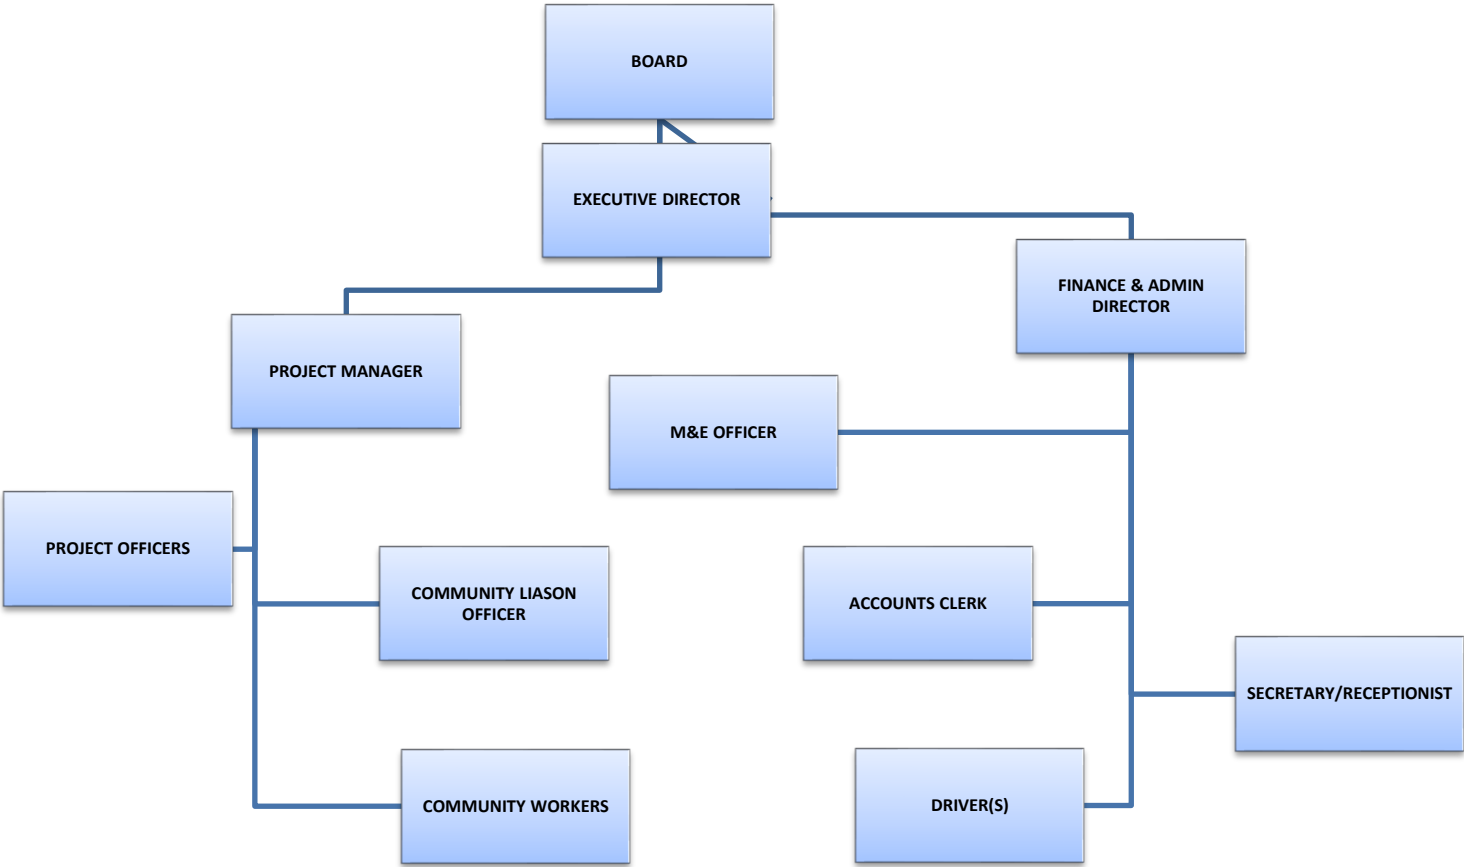 BOARD
EXECUTIVE DIRECTOR
FINANCE & ADMIN
DIRECTOR
PROJECT MANAGER
M&E OFFICER
PROJECT OFFICERS
COMMUNITY LIASON
OFFICER
ACCOUNTS CLERK
SECRETARY/RECEPTIONIST
COMMUNITY WORKERS
DRIVER(S)